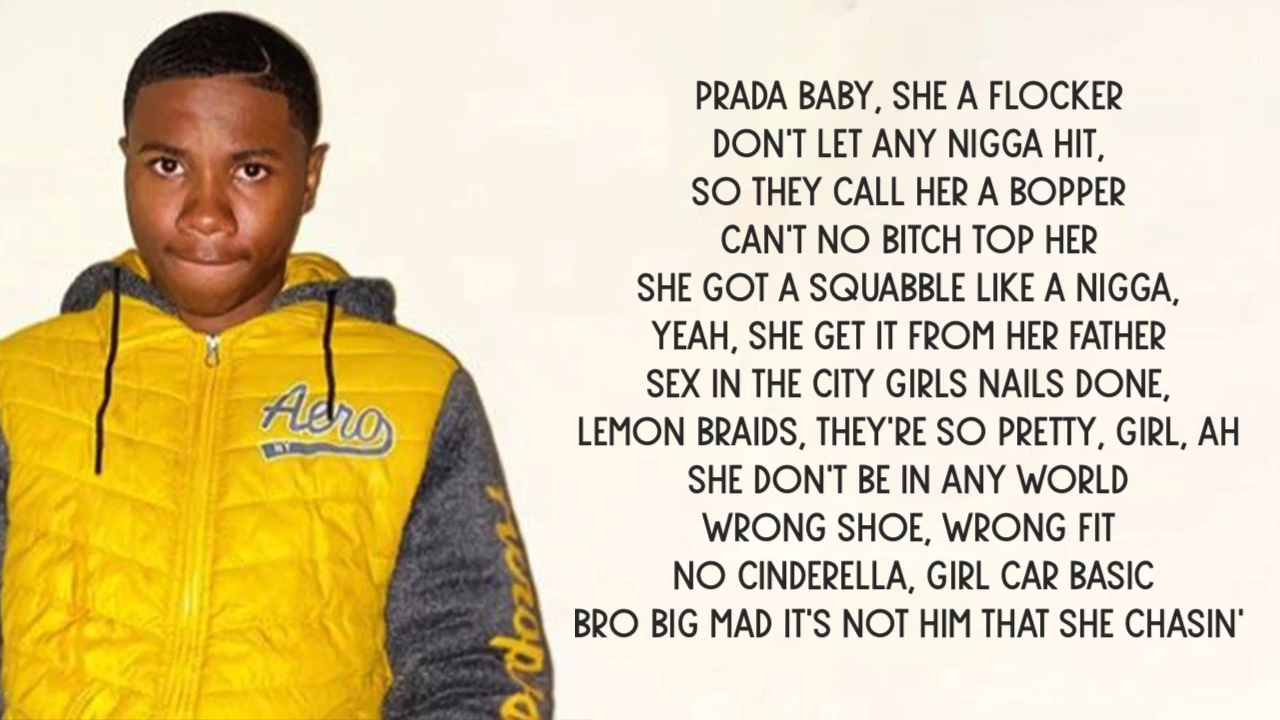 PRADA BABY, SHE A FLOCKER
DON'T LET ANY NIGGA HIT,
SO THEY CALL HER A BOPPER
CAN'T NO BITCH TOP HER
SHE GOT A SQUABBLE LIKE A NIGGA,
YEAH, SHE GET IT FROM HER FATHER
SEX IN THE CITY GIRLS NAILS DONE,
LEMON BRAIDS, THEY'RE SO PRETTY, GIRL, AH
SHE DON'T BE IN ANY WORLD
WRONG SHOE, WRONG FIT
NO CINDERELLA, GIRL CAR BASIC
BRO BIG MAD IT'S NOT HIM THAT SHE CHASIN'
Aero
NY